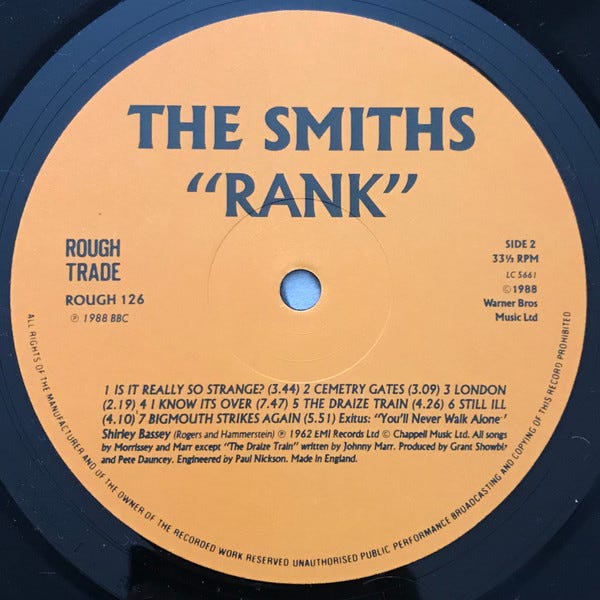 THE SMITHS
“RANK”
ROUGH
TRADE
ROUGH 126
℗ 1988 BBC
SIDE 2
33⅓ RPM
LC 5661
©1988
Warner Bros
Music Ltd
1 IS IT REALLY SO STRANGE? (3.44) 2 CEMETRY GATES (3.09) 3 LONDON
(2.19) 4 I KNOW ITS OVER (7.47) 5 THE DRAIZE TRAIN (4.26) 6 STILL ILL
(4.10) 7 BIGMOUTH STRIKES AGAIN (5.51) Exitus: “You’ll Never Walk Alone”
Shirley Bassey (Rogers and Hammerstein) ℗ 1962 EMI Records Ltd © Chappell Music Ltd. All songs
by Morrissey and Marr except “The Draize Train” written by Johnny Marr. Produced by Grant Showbiz
and Pete Dauncey. Engineered by Paul Nickson. Made in England.
ALL RIGHTS OF THE MANUFACTURER AND OF THE OWNER OF THE RECORDED WORK RESERVED UNAUTHORISED PUBLIC PERFORMANCE BROADCASTING AND COPYING OF THIS RECORD PROHIBITED